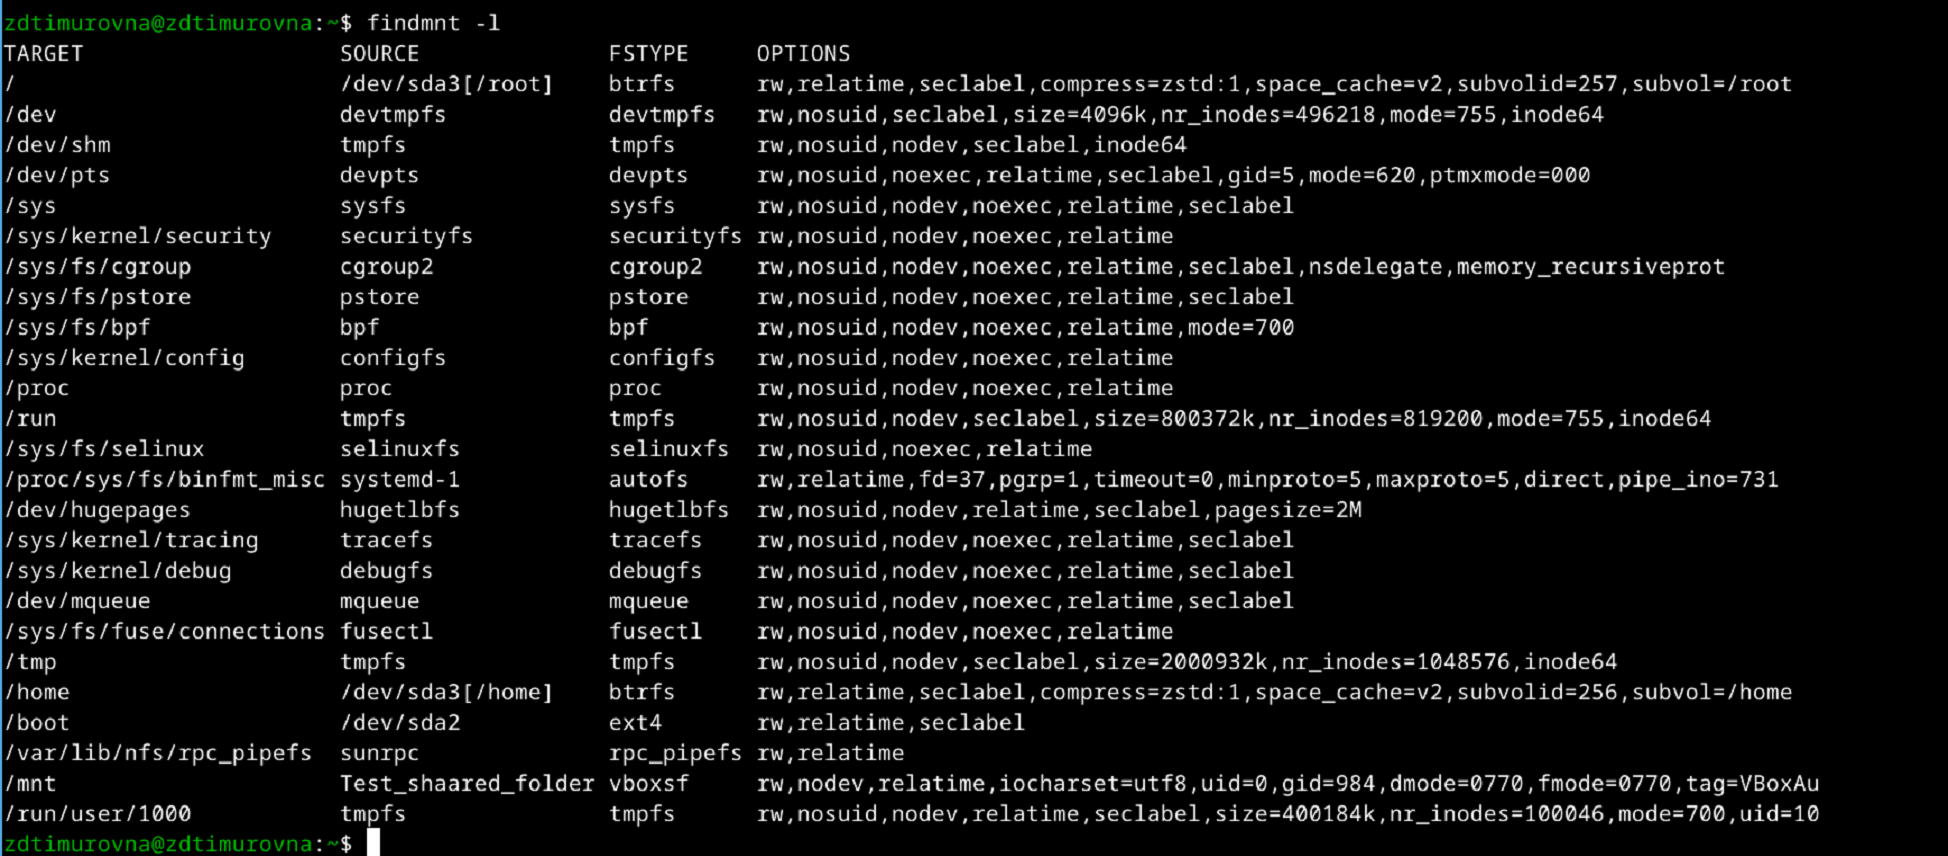 zdtimurovna@zdtimurovna:~$ findmnt -l
TARGET SOURCE FSTYPE OPTIONS
/ /dev/sda3[/root] btrfs rw,relatime,seclabel,compress=zstd:1,space_cache=v2,subvolid=257,subvol=/root
/dev devtmpfs devtmpfs rw,nosuid,seclabel,size=4096k,nr_inodes=496218,mode=755,inode64
/dev/shm tmpfs tmpfs rw,nosuid,nodev,seclabel,inode64
/dev/pts devpts devpts rw,nosuid,noexec,relatime,seclabel,gid=5,mode=620,ptmxmode=000
/sys sysfs sysfs rw,nosuid,nodev,noexec,relatime,seclabel
/sys/kernel/security securityfs securityfs rw,nosuid,nodev,noexec,relatime
/sys/fs/cgroup cgroup2 cgroup2 rw,nosuid,nodev,noexec,relatime,seclabel,nsdelegate,memory_recursiveprot
/sys/fs/pstore pstore pstore rw,nosuid,nodev,noexec,relatime,seclabel
/sys/fs/bpf bpf bpf rw,nosuid,nodev,noexec,relatime,mode=700
/sys/kernel/config configfs configfs rw,nosuid,nodev,noexec,relatime
/proc proc proc rw,nosuid,nodev,noexec,relatime
/run tmpfs tmpfs rw,nosuid,nodev,seclabel,size=800372k,nr_inodes=819200,mode=755,inode64
/sys/fs/selinux selinuxfs selinuxfs rw,nosuid,noexec,relatime
/proc/sys/fs/binfmt_misc systemd-1 autofs rw,relatime,fd=37,pgrp=1,timeout=0,minproto=5,maxproto=5,direct,pipe_ino=731
/dev/hugepages hugetlbfs hugetlbfs rw,nosuid,nodev,relatime,seclabel,pagesize=2M
/sys/kernel/tracing tracefs tracefs rw,nosuid,nodev,noexec,relatime,seclabel
/sys/kernel/debug debugfs debugfs rw,nosuid,nodev,noexec,relatime,seclabel
/dev/mqueue mqueue mqueue rw,nosuid,nodev,noexec,relatime,seclabel
/sys/fs/fuse/connections fusectl fusectl rw,nosuid,nodev,noexec,relatime
/tmp tmpfs tmpfs rw,nosuid,nodev,seclabel,size=2000932k,nr_inodes=1048576,inode64
/home /dev/sda3[/home] btrfs rw,relatime,seclabel,compress=zstd:1,space_cache=v2,subvolid=256,subvol=/home
/boot /dev/sda2 ext4 rw,relatime,seclabel
/var/lib/nfs/rpc_pipefs sunrpc rpc_pipefs rw,relatime
/mnt Test_shaared_folder vboxsf rw,nodev,relatime,iocharset=utf8,uid=0,gid=984,dmode=0770,fmode=0770,tag=VBoxAu
/run/user/1000 tmpfs tmpfs rw,nosuid,nodev,relatime,seclabel,size=400184k,nr_inodes=100046,mode=700,uid=10
zdtimurovna@zdtimurovna:~$